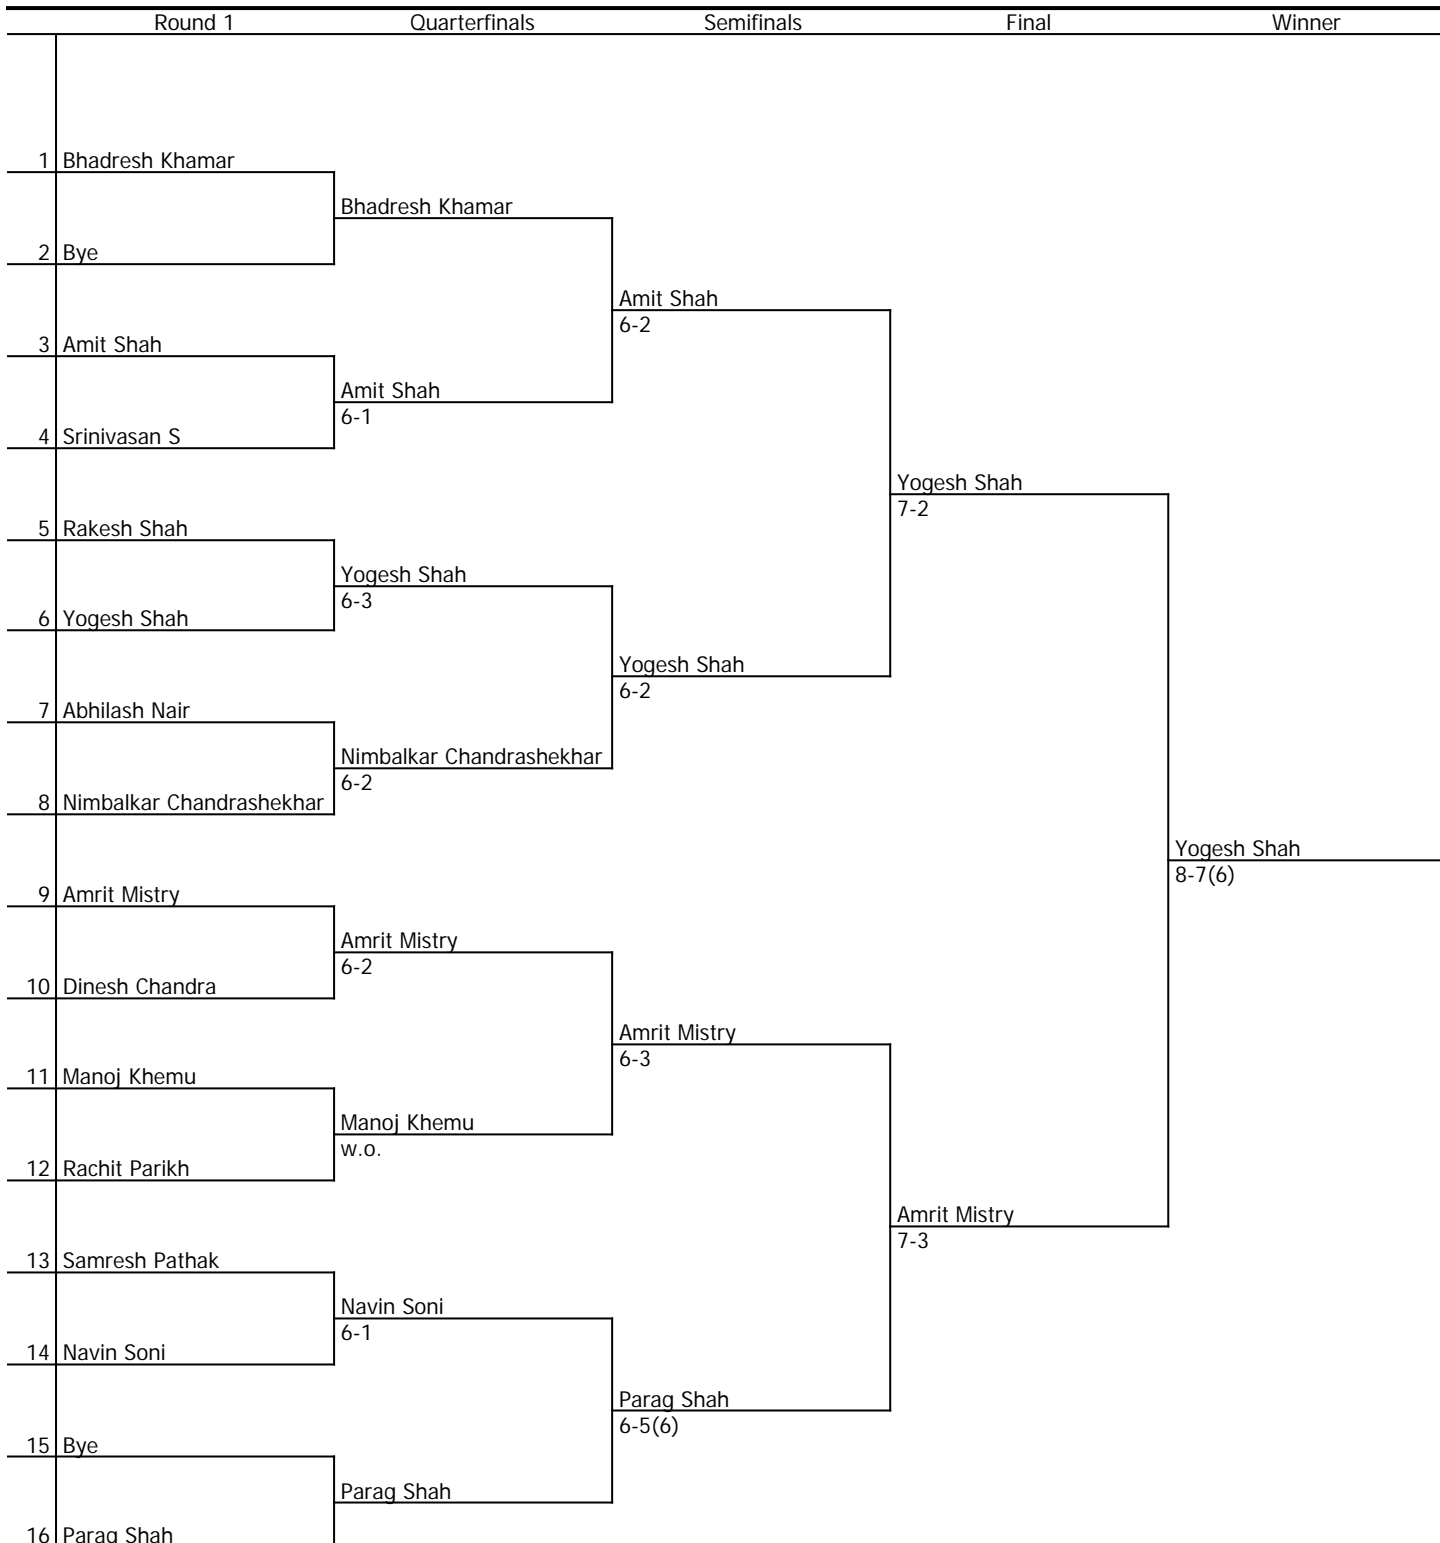 Round 1 Quarterfinals Semifinals Final Winner
1 Bhadresh Khamar
Bhadresh Khamar
2 Bye
Amit Shah
6-2
3 Amit Shah
Amit Shah
6-1
4 Srinivasan S
Yogesh Shah
7-2
5 Rakesh Shah
Yogesh Shah
6-3
6 Yogesh Shah
Yogesh Shah
6-2
7 Abhilash Nair
Nimbalkar Chandrashekhar
6-2
8 Nimbalkar Chandrashekhar
Yogesh Shah
8-7(6)
9 Amrit Mistry
Amrit Mistry
6-2
10 Dinesh Chandra
Amrit Mistry
6-3
11 Manoj Khemu
Manoj Khemu
w.o.
12 Rachit Parikh
Amrit Mistry
7-3
13 Samresh Pathak
Navin Soni
6-1
14 Navin Soni
Parag Shah
6-5(6)
15 Bye
Parag Shah
16 Parag Shah